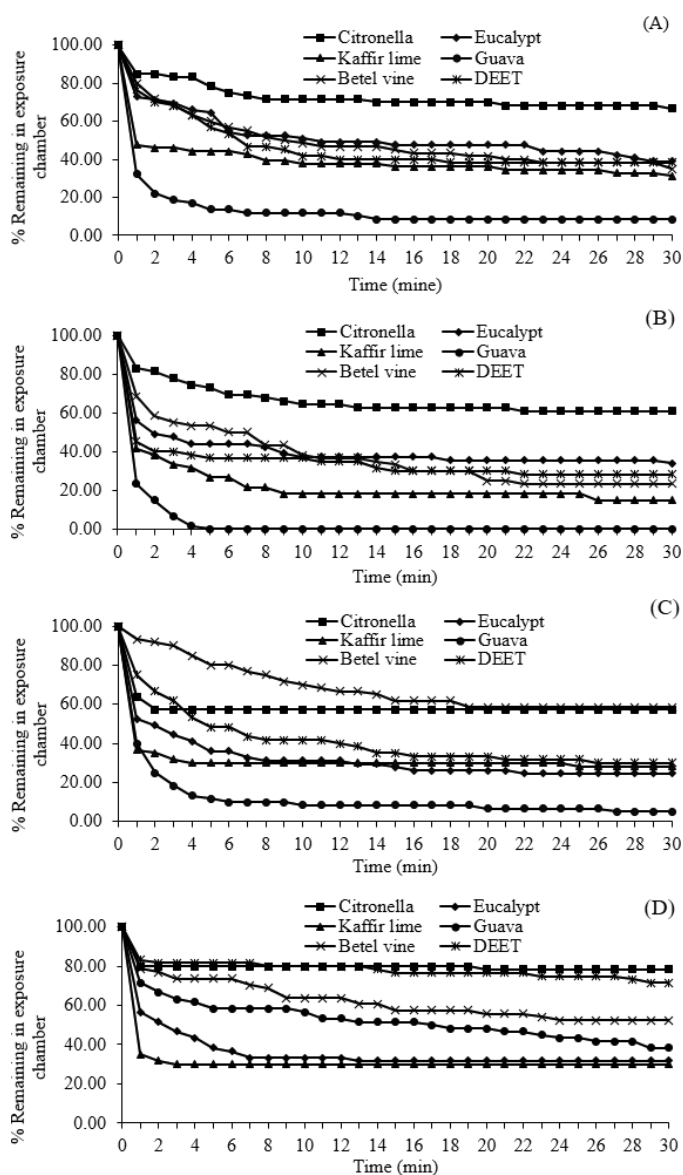 (A)
100.00
80.00
60.00
40.00
20.00
0.00
% Remaining in exposure
chamber
Citronella
Eucalypt
Kaffir lime
Guava
Betel vine
DEET
0 2 4 6 8 10 12 14 16 18 20 22 24 26 28 30
Time (mine)
(B)
100.00
80.00
60.00
40.00
20.00
0.00
% Remaining in exposure
chamber
Citronella
Eucalypt
Kaffir lime
Guava
Betel vine
DEET
0 2 4 6 8 10 12 14 16 18 20 22 24 26 28 30
Time (min)
(C)
100.00
80.00
60.00
40.00
20.00
0.00
% Remaining in exposure
chamber
Citronella
Eucalypt
Kaffir lime
Guava
Betel vine
DEET
0 2 4 6 8 10 12 14 16 18 20 22 24 26 28 30
Time (min)
(D)
100.00
80.00
60.00
40.00
20.00
0.00
% Remaining in exposure
chamber
Citronella
Eucalypt
Kaffir lime
Guava
Betel vine
DEET
0 2 4 6 8 10 12 14 16 18 20 22 24 26 28 30
Time (min)